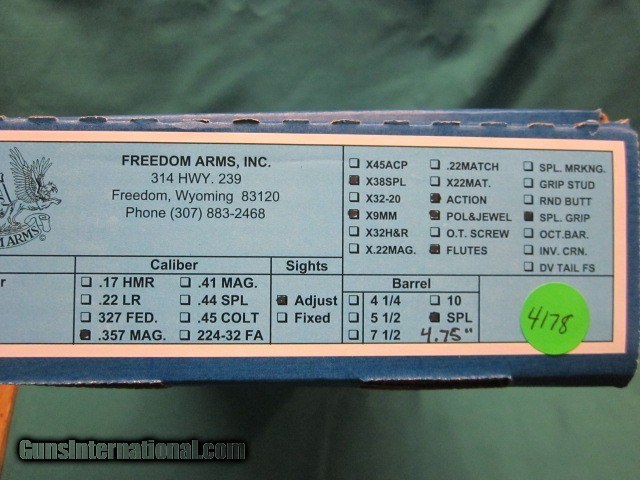 FREEDOM ARMS, INC.
314 HWY. 239
Freedom, Wyoming 83120
Phone (307) 883-2468
ARMS
X45ACP .22MATCH SPL. MRKNG.
X38SPL X22MAT. GRIP STUD
X32-20 ACTION RND BUTT
X9MM POL&JEWEL SPL. GRIP
X32H&R O.T. SCREW OCT.BAR.
X.22MAG. FLUTES INV. CRN.
DV TAIL FS
Caliber Sights Barrel
.17 HMR .41 MAG.
.22 LR .44 SPL Adjust 4 1/4 10
327 FED. .45 COLT Fixed 5 1/2 SPL
.357 MAG. 224-32 FA 7 1/2 4.75"
4178
GunsInternational.com